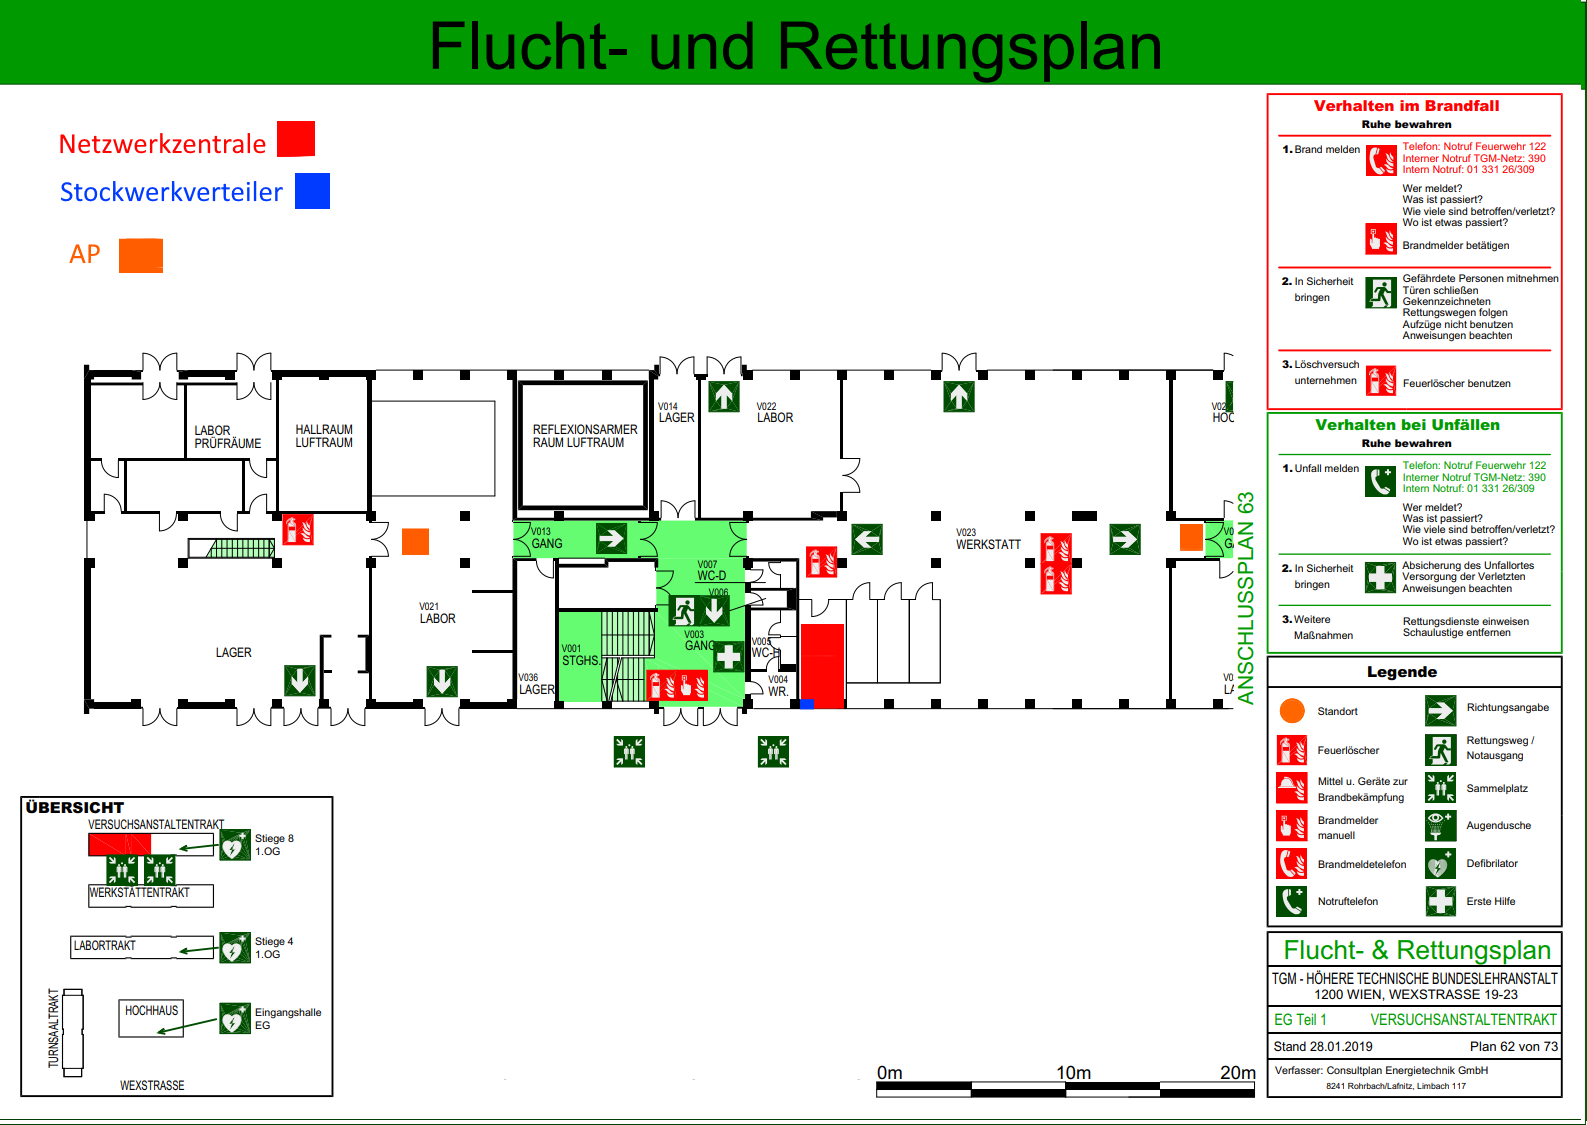 Flucht- und Rettungsplan
Netzwerkzentrale
Stockwerkverteiler
AP
LABOR
PRÜFRÄUME
HALLRAUM
LUFTRAUM
REFLEXIONSARMER
RAUM LUFTRAUM
V014
LAGER
V022
LABOR
V02
HOC
V013
GANG
V023
WERKSTATT
V0
G
V007
WC-D
V006
V021
LABOR
LAGER
V003
GANG
V001
STGHS.
V005
WC-H
V036
LAGER
V004
WR.
V0
LA
ANSCHLUSSPLAN 63
ÜBERSICHT
VERSUCHSANSTALTENTRAKT
Stiege 8
1.OG
WERKSTÄTTENTRAKT
LABORTRAKT
Stiege 4
1.OG
TURNSAALTRAKT
HOCHHAUS
Eingangshalle
EG
WEXSTRASSE
0m 10m 20m
Verhalten im Brandfall
Ruhe bewahren
1. Brand melden
Telefon: Notruf Feuerwehr 122
Interner Notruf TGM-Netz: 390
Intern Notruf: 01 331 26/309
Wer meldet?
Was ist passiert?
Wie viele sind betroffen/verletzt?
Wo ist etwas passiert?
Brandmelder betätigen
2. In Sicherheit
bringen
Gefährdete Personen mitnehmen
Türen schließen
Gekennzeichneten
Rettungswegen folgen
Aufzüge nicht benutzen
Anweisungen beachten
3. Löschversuch
unternehmen
Feuerlöscher benutzen
Verhalten bei Unfällen
Ruhe bewahren
1. Unfall melden
Telefon: Notruf Feuerwehr 122
Interner Notruf TGM-Netz: 390
Intern Notruf: 01 331 26/309
Wer meldet?
Was ist passiert?
Wie viele sind betroffen/verletzt?
Wo ist etwas passiert?
2. In Sicherheit
bringen
Absicherung des Unfallortes
Versorgung der Verletzten
Anweisungen beachten
3. Weitere
Maßnahmen
Rettungsdienste einweisen
Schaulustige entfernen
Legende
Standort
Richtungsangabe
Feuerlöscher
Rettungsweg /
Notausgang
Mittel u. Geräte zur
Brandbekämpfung
Sammelplatz
Brandmelder
manuell
Augendusche
Brandmeldetelefon
Defibrilator
Notruftelefon
Erste Hilfe
Flucht- & Rettungsplan
TGM - HÖHERE TECHNISCHE BUNDESLEHRANSTALT
1200 WIEN, WEXSTRASSE 19-23
EG Teil 1 VERSUCHSANSTALTENTRAKT
Stand 28.01.2019 Plan 62 von 73
Verfasser: Consultplan Energietechnik GmbH
8241 Rohrbach/Lafnitz, Limbach 117